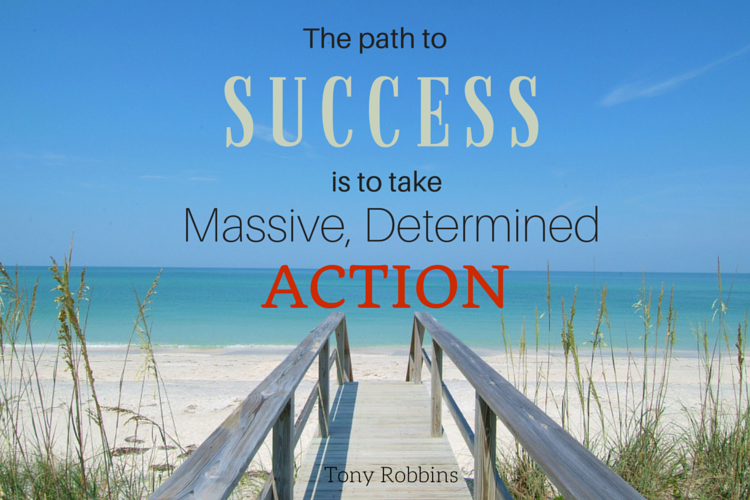 The path to
SUCCESS
is to take
Massive, Determined
ACTION
Tony Robbins